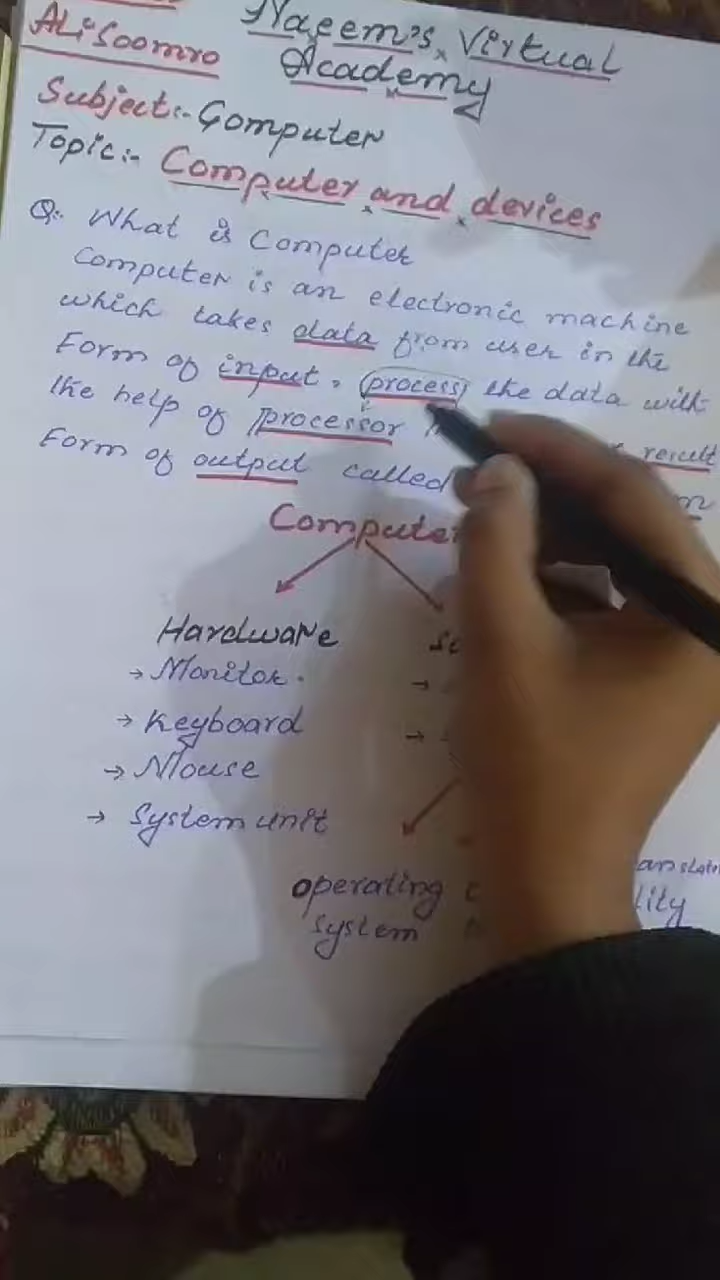 Ali Soomro
Naeem's Virtual
Academy
Subject:- Computer
Topic:- Computer and devices
Q:- What is Computer
Computer is an electronic machine
which takes data from user in the
Form of input, process the data with
the help of processor result
Form of output called
Computer
Hardware
→ Monitor.
→ Keyboard
→ Mouse
→ System unit
→
→
operating
System